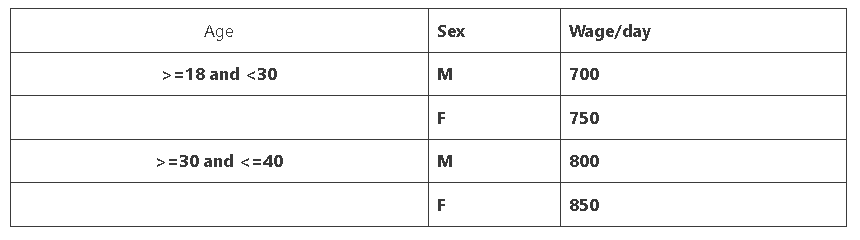 Age Sex Wage/day
>=18 and <30 M 700
F 750
>=30 and <=40 M 800
F 850